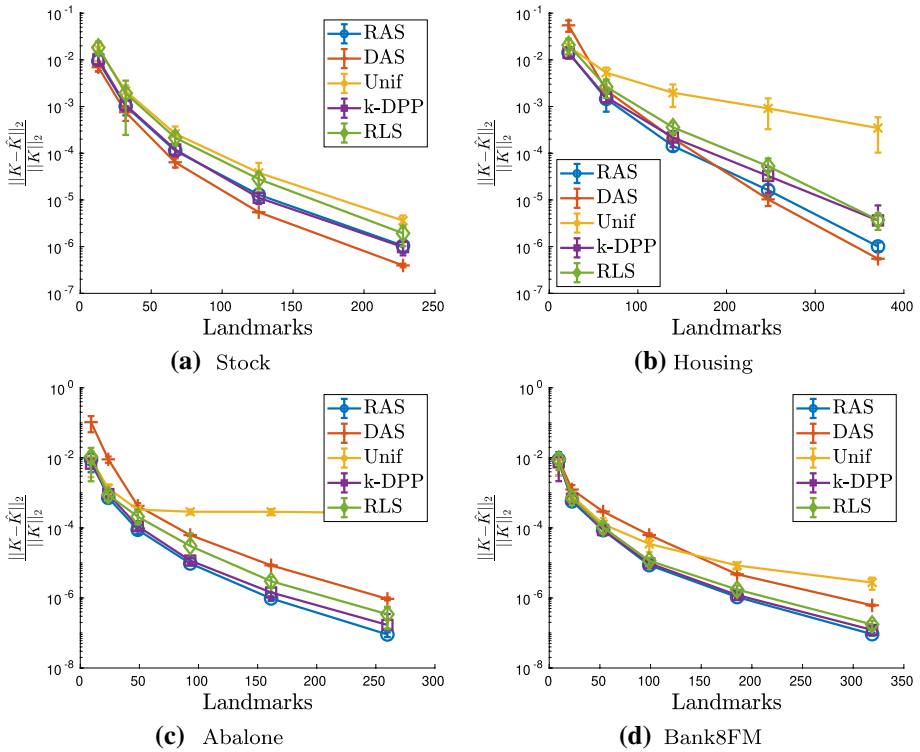 10^-1
10^-2
10^-3
10^-4
10^-5
10^-6
10^-7
||K−K̂||₂
||K||₂
0 50 100 150 200 250
Landmarks
RAS
DAS
Unif
k-DPP
RLS
(a) Stock
10^-1
10^-2
10^-3
10^-4
10^-5
10^-6
10^-7
||K−K̂||₂
||K||₂
0 100 200 300 400
Landmarks
RAS
DAS
Unif
k-DPP
RLS
(b) Housing
10^0
10^-2
10^-4
10^-6
10^-8
||K−K̂||₂
||K||₂
0 50 100 150 200 250 300
Landmarks
RAS
DAS
Unif
k-DPP
RLS
(c) Abalone
10^0
10^-2
10^-4
10^-6
10^-8
||K−K̂||₂
||K||₂
0 50 100 150 200 250 300 350
Landmarks
RAS
DAS
Unif
k-DPP
RLS
(d) Bank8FM